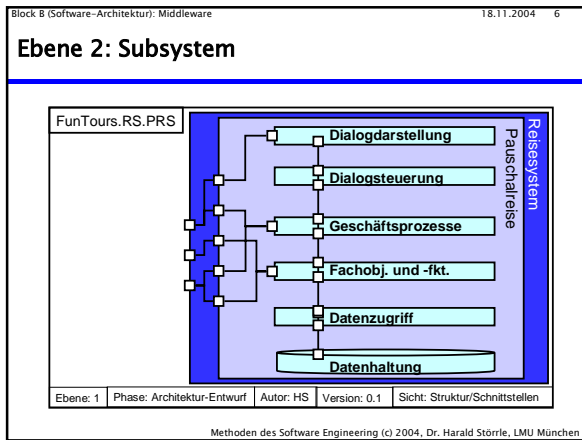 Block B (Software-Architektur): Middleware 18.11.2004 6
Ebene 2: Subsystem
FunTours.RS.PRS
Reisesystem
Pauschalreise
Dialogdarstellung
Dialogsteuerung
Geschäftsprozesse
Fachobj. und -fkt.
Datenzugriff
Datenhaltung
Ebene: 1 Phase: Architektur-Entwurf Autor: HS Version: 0.1 Sicht: Struktur/Schnittstellen
Methoden des Software Engineering (c) 2004, Dr. Harald Störrle, LMU München